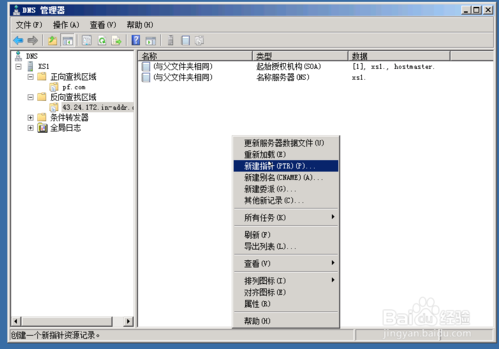 DNS 管理器
文件(F) 操作(A) 查看(V) 帮助(H)
DNS
XS1
正向查找区域
pf.com
反向查找区域
43.24.172.in-addr.
条件转发器
全局日志
名称 类型 数据
(与父文件夹相同) 起始授权机构(SOA) [1], xs1., hostmaster.
(与父文件夹相同) 名称服务器(NS) xs1.
更新服务器数据文件(U)
重新加载(E)
新建指针(PTR)(P)...
新建别名(CNAME)(A)...
新建委派(G)...
其他新记录(C)...
所有任务(K)
刷新(F)
导出列表(L)...
查看(V)
排列图标(I)
对齐图标(E)
属性(R)
帮助(H)
创建一个新指针资源记录。
Baidu 经验
jingyan.baidu.com